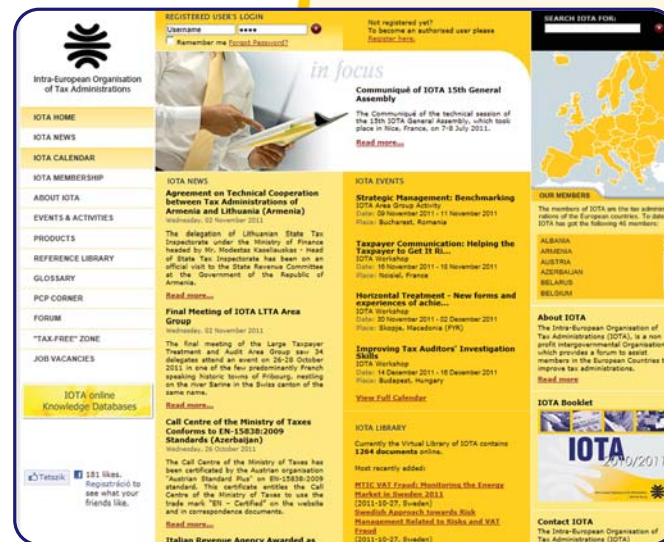 REGISTERED USER'S LOGIN
Username
Remember me Forgot Password?
Not registered yet?
To become an authorised user please
Register here.
SEARCH IOTA FOR:
Intra-European Organisation
of Tax Administrations
IOTA HOME
IOTA NEWS
IOTA CALENDAR
IOTA MEMBERSHIP
ABOUT IOTA
EVENTS & ACTIVITIES
PRODUCTS
REFERENCE LIBRARY
GLOSSARY
PCP CORNER
FORUM
"TAX-FREE" ZONE
JOB VACANCIES
IOTA online
Knowledge Databases
Tetszik
181 likes.
Regisztráció to
see what your
friends like.
in focus
Communiqué of IOTA 15th General
Assembly
The Communiqué of the technical session of
the 15th IOTA General Assembly, which took
place in Nice, France, on 7-8 July 2011.
Read more...
IOTA NEWS
Agreement on Technical Cooperation
between Tax Administrations of
Armenia and Lithuania (Armenia)
Wednesday, 02 November 2011
The delegation of Lithuanian State Tax
Inspectorate under the Ministry of Finance
headed by Mr. Modestas Kaseliauskas - Head
of State Tax Inspectorate has been on an
official visit to the State Revenue Committee
at the Government of the Republic of
Armenia.
Read more...
Final Meeting of IOTA LTTA Area
Group
Wednesday, 02 November 2011
The final meeting of the Large Taxpayer
Treatment and Audit Area Group saw 34
delegates attend an event on 26-28 October
2011 in one of the few predominantly French
speaking historic towns of Fribourg, nestling
on the river Sarine in the Swiss canton of the
same name.
Read more...
Call Centre of the Ministry of Taxes
Conforms to EN-15838:2009
Standards (Azerbaijan)
Wednesday, 26 October 2011
The Call Centre of the Ministry of Taxes has
been certificated by the Austrian organisation
"Austrian Standard Plus" on EN-15838:2009
standard. This certificate entitles the Call
Centre of the Ministry of Taxes to use the
trade mark "EN - Certified" on the website
and in correspondence documents.
Read more...
Italian Revenue Agency Awarded as
IOTA EVENTS
Strategic Management: Benchmarking
IOTA Area Group Activity
Date: 09 November 2011 - 11 November 2011
Place: Bucharest, Romania
Taxpayer Communication: Helping the
Taxpayer to Get It Ri...
IOTA Workshop
Date: 16 November 2011 - 18 November 2011
Place: Noisiel, France
Horizontal Treatment - New forms and
experiences of achie...
IOTA Workshop
Date: 30 November 2011 - 02 December 2011
Place: Skopje, Macedonia (FYR)
Improving Tax Auditors' Investigation
Skills
IOTA Workshop
Date: 14 December 2011 - 16 December 2011
Place: Budapest, Hungary
View Full Calendar
IOTA LIBRARY
Currently the Virtual Library of IOTA contains
1264 documents online.
Most recently added:
MTIC VAT Fraud: Monitoring the Energy
Market in Sweden 2011
(2011-10-27, Sweden)
Swedish Approach towards Risk
Management Related to Risks and VAT
Fraud
(2011-10-27, Sweden)
OUR MEMBERS
The members of IOTA are the tax adminis
rations of the European countries. To date
IOTA has got the following 46 members:
ALBANIA
ARMENIA
AUSTRIA
AZERBAIJAN
BELARUS
BELGIUM
About IOTA
The Intra-European Organisation of
Tax Administrations (IOTA), is a non
profit intergovernmental Organisation
which provides a forum to assist
members in the European Countries t
improve tax administrations.
Read more
IOTA Booklet
IOTA
2010/2011
Contact IOTA
The Intra-European Organisation of
Tax Administrations (IOTA)